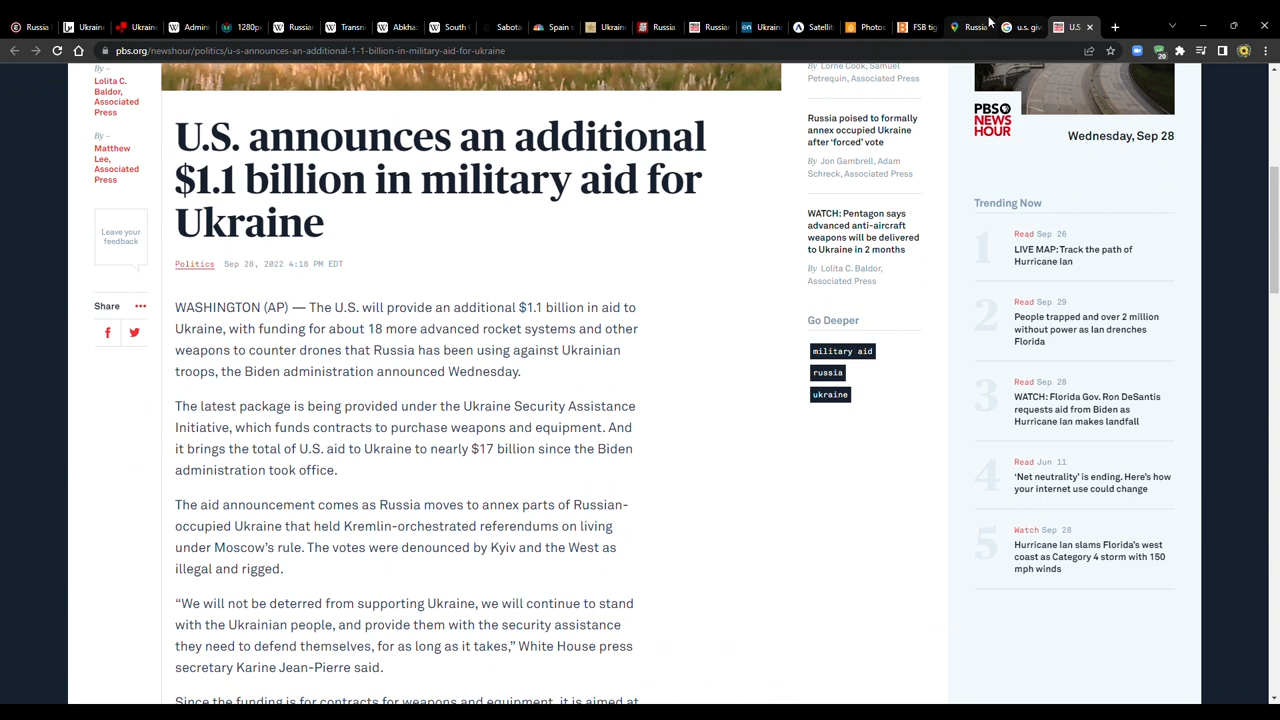 Russia
Ukraine
Ukraine
Admin
1280p
Russia
Transni
Abkhaz
South
Sabota
Spain s
Ukraine
Russia
Russia
Ukraine
Satellit
Photos
FSB tig
Russia
u.s. giv
U.S
pbs.org/newshour/politics/u-s-announces-an-additional-1-1-billion-in-military-aid-for-ukraine
20
By –
Lolita C.
Baldor,
Associated
Press
By –
Matthew
Lee,
Associated
Press
Leave your
feedback
Share
U.S. announces an additional
$1.1 billion in military aid for
Ukraine
Politics Sep 28, 2022 4:18 PM EDT
WASHINGTON (AP) — The U.S. will provide an additional $1.1 billion in aid to
Ukraine, with funding for about 18 more advanced rocket systems and other
weapons to counter drones that Russia has been using against Ukrainian
troops, the Biden administration announced Wednesday.
The latest package is being provided under the Ukraine Security Assistance
Initiative, which funds contracts to purchase weapons and equipment. And
it brings the total of U.S. aid to Ukraine to nearly $17 billion since the Biden
administration took office.
The aid announcement comes as Russia moves to annex parts of Russian-
occupied Ukraine that held Kremlin-orchestrated referendums on living
under Moscow's rule. The votes were denounced by Kyiv and the West as
illegal and rigged.
“We will not be deterred from supporting Ukraine, we will continue to stand
with the Ukrainian people, and provide them with the security assistance
they need to defend themselves, for as long as it takes,” White House press
secretary Karine Jean-Pierre said.
Since the funding is for contracts for weapons and equipment, it is aimed at
By Lorne Cook, Samuel
Petrequin, Associated Press
Russia poised to formally
annex occupied Ukraine
after ‘forced’ vote
By Jon Gambrell, Adam
Schreck, Associated Press
WATCH: Pentagon says
advanced anti-aircraft
weapons will be delivered
to Ukraine in 2 months
By Lolita C. Baldor,
Associated Press
Go Deeper
military aid
russia
ukraine
PBS
NEWS
HOUR
Wednesday, Sep 28
Trending Now
1
Read Sep 26
LIVE MAP: Track the path of
Hurricane Ian
2
Read Sep 29
People trapped and over 2 million
without power as Ian drenches
Florida
3
Read Sep 28
WATCH: Florida Gov. Ron DeSantis
requests aid from Biden as
Hurricane Ian makes landfall
4
Read Jun 11
‘Net neutrality’ is ending. Here's how
your internet use could change
5
Watch Sep 28
Hurricane Ian slams Florida's west
coast as Category 4 storm with 150
mph winds